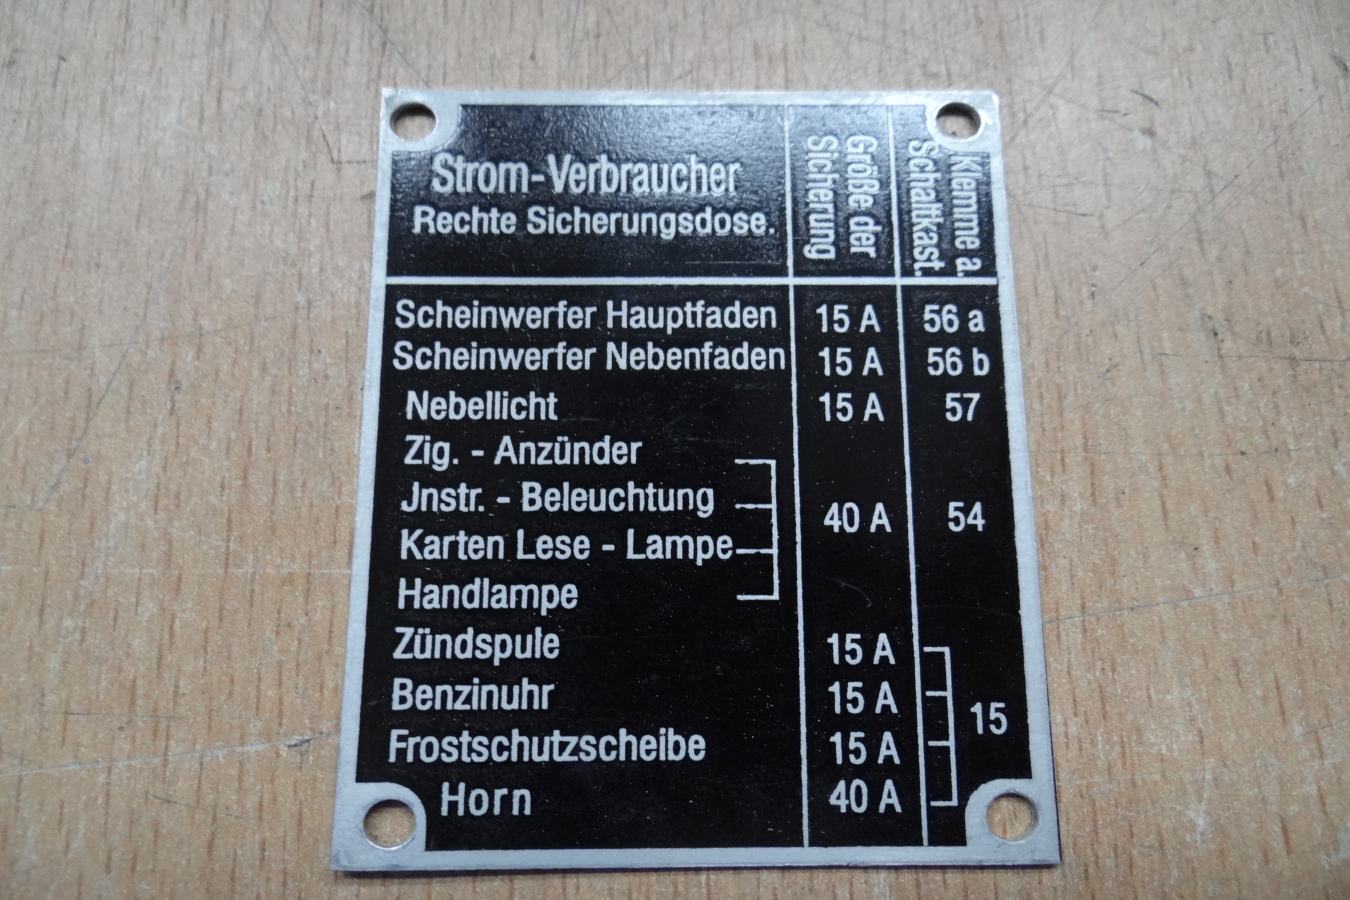 Strom-Verbraucher
Rechte Sicherungsdose.
Größe der
Sicherung
Klemme a.
Schaltkast.
Scheinwerfer Hauptfaden 15 A 56 a
Scheinwerfer Nebenfaden 15 A 56 b
Nebellicht 15 A 57
Zig. - Anzünder
Jnstr. - Beleuchtung
40 A 54
Karten Lese - Lampe
Handlampe
Zündspule 15 A
Benzinuhr 15 A
15
Frostschutzscheibe 15 A
Horn 40 A